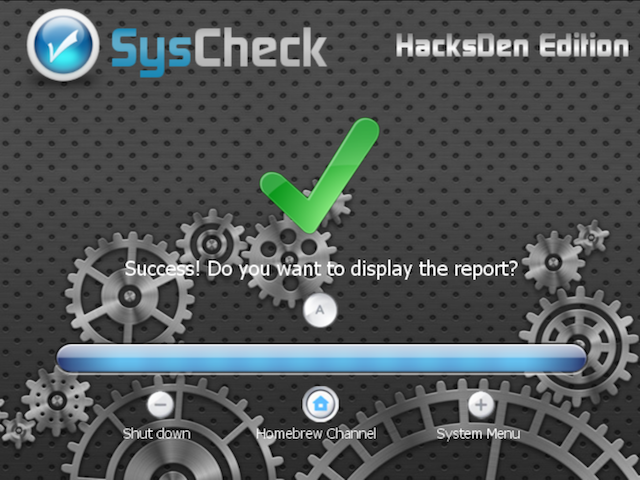 SysCheck
HacksDen Edition
Success! Do you want to display the report?
A
Shut down
Homebrew Channel
System Menu